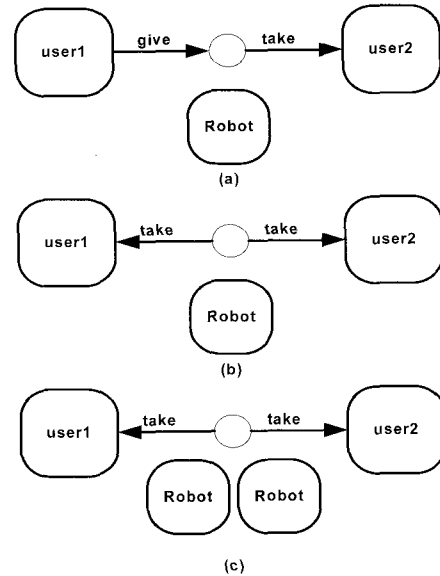 give take
user1 user2
Robot
(a)
take take
user1 user2
Robot
(b)
take take
user1 user2
Robot Robot
(c)